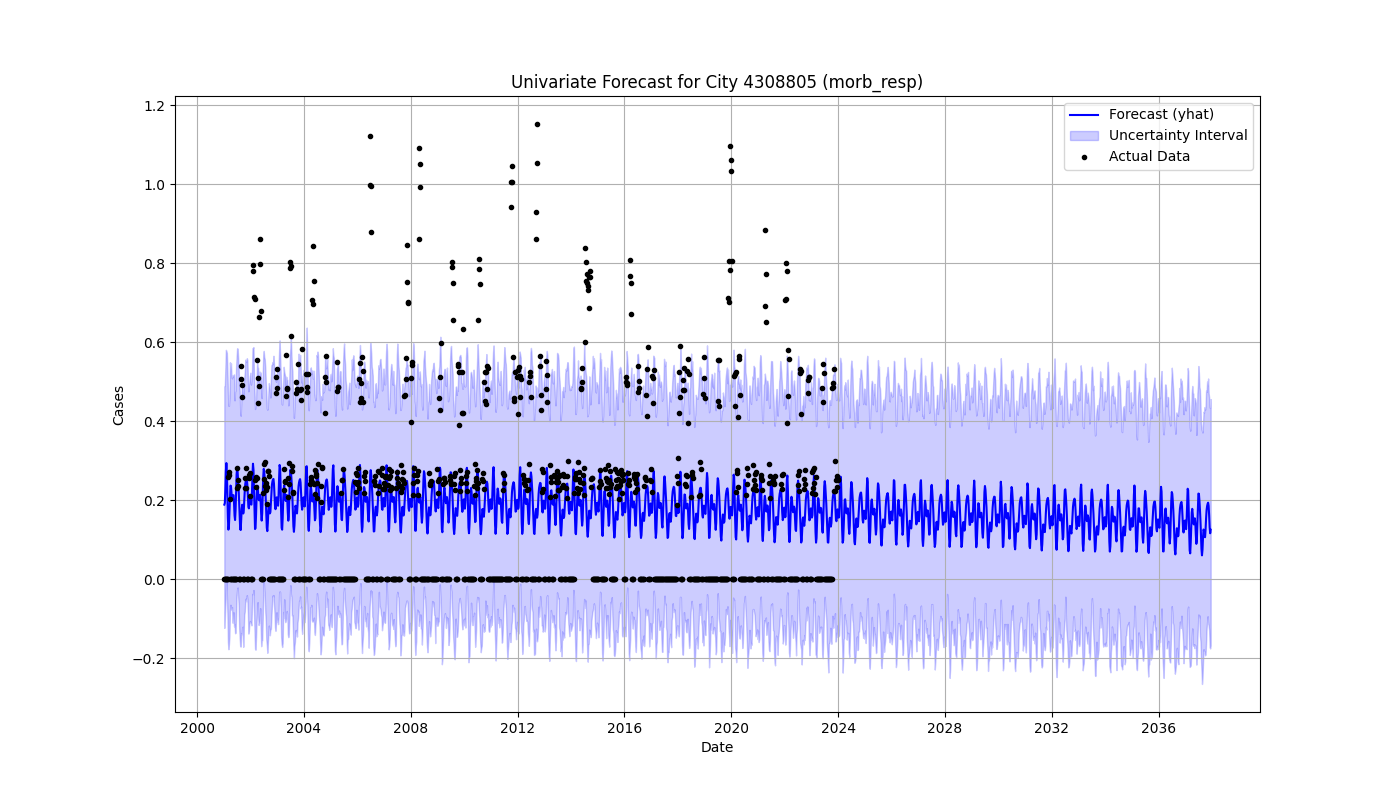 Univariate Forecast for City 4308805 (morb_resp)
Forecast (yhat)
Uncertainty Interval
Actual Data
Cases
1.2
1.0
0.8
0.6
0.4
0.2
0.0
−0.2
2000 2004 2008 2012 2016 2020 2024 2028 2032 2036
Date